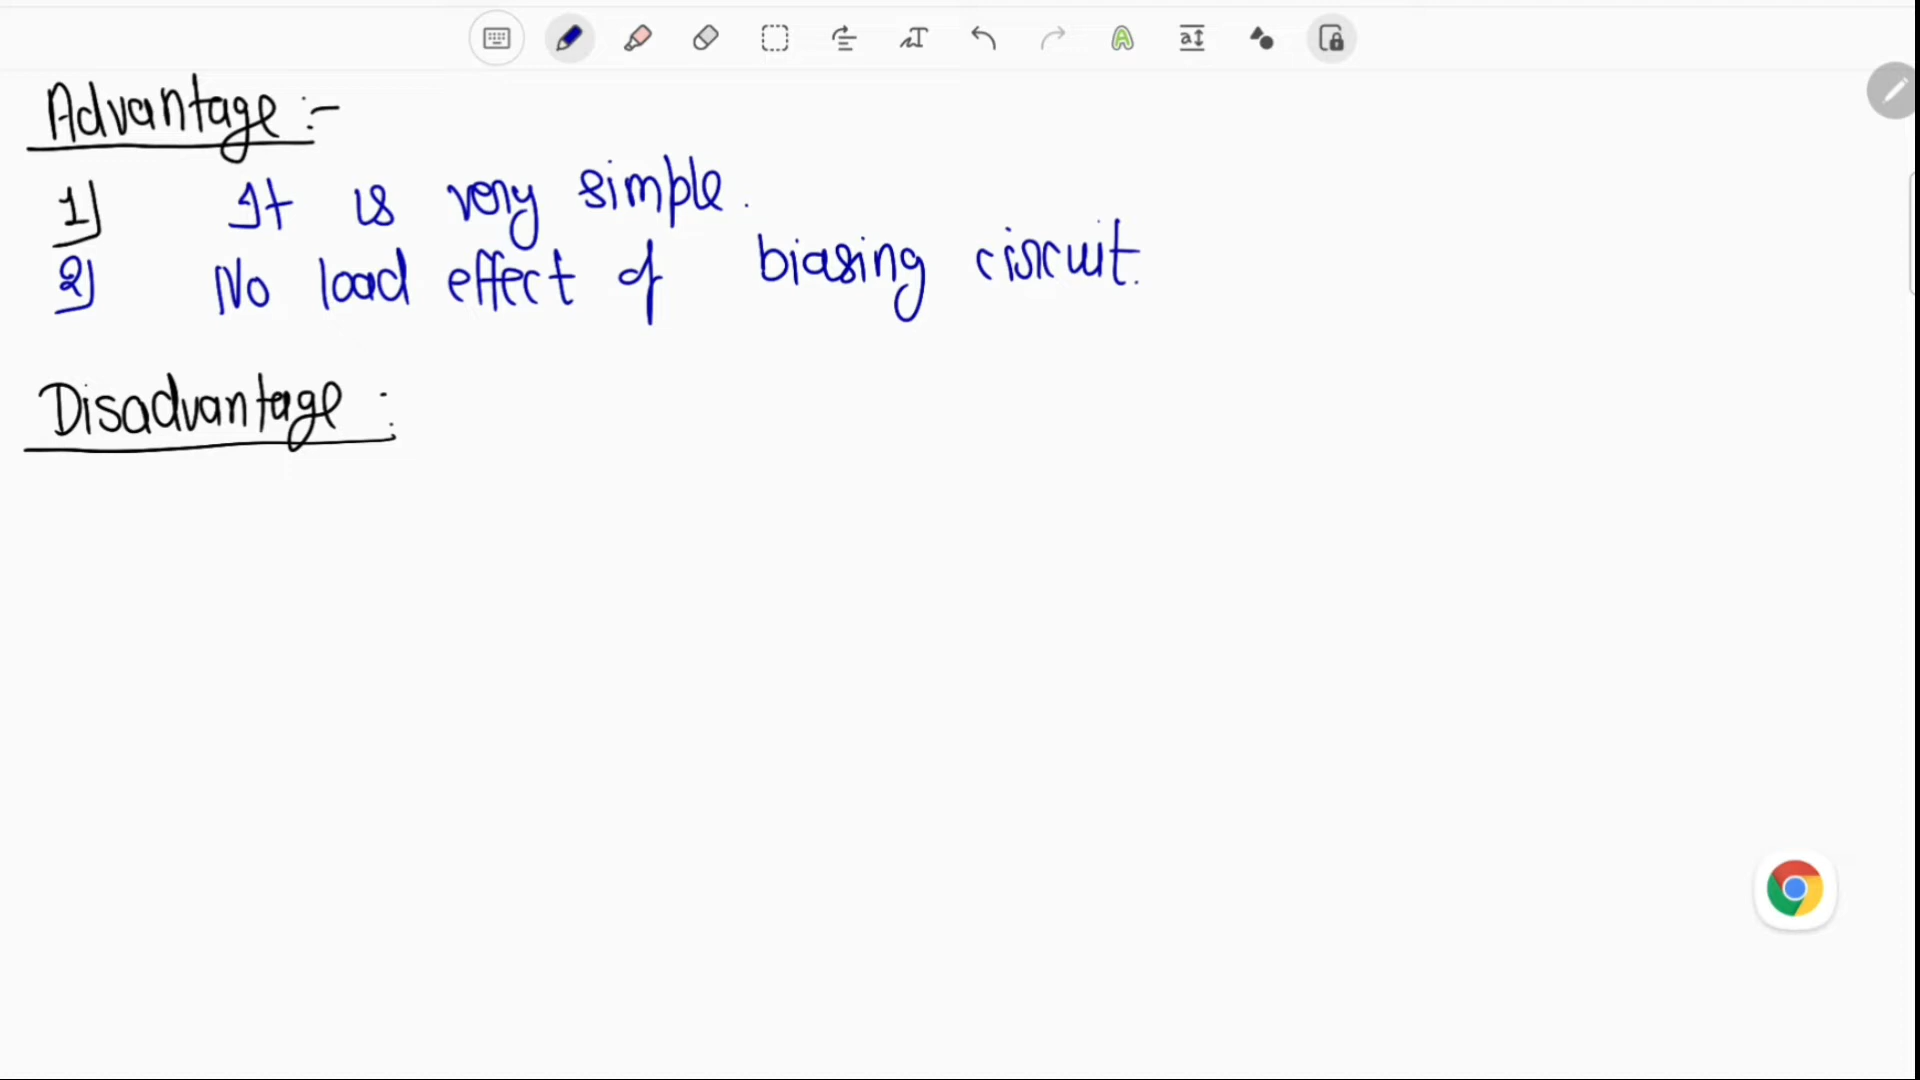 Advantage :-
1) It is very simple.
2) No load effect of biasing circuit.
Disadvantage :